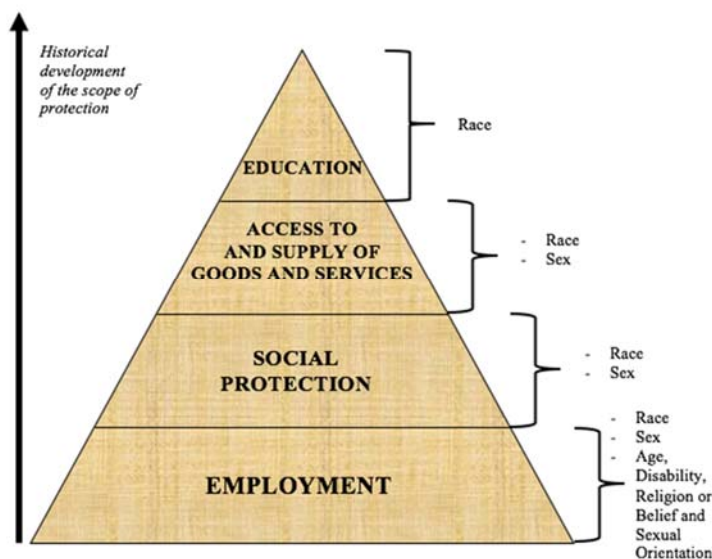 Historical
development
of the scope of
protection
EDUCATION
Race
ACCESS TO
AND SUPPLY OF
GOODS AND SERVICES
- Race
- Sex
SOCIAL
PROTECTION
- Race
- Sex
EMPLOYMENT
- Race
- Sex
- Age,
Disability,
Religion or
Belief and
Sexual
Orientation